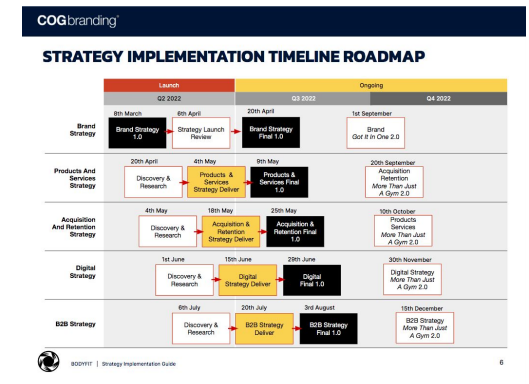 COGbranding°
STRATEGY IMPLEMENTATION TIMELINE ROADMAP
Launch
Ongoing
Q2 2022
Q3 2022
Q4 2022
Brand
Strategy
8th March
Brand Strategy
1.0
6th April
Strategy Launch
Review
20th April
Brand Strategy
Final 1.0
1st September
Brand
Got It In One 2.0
Products And
Services
Strategy
20th April
Discovery &
Research
4th May
Products &
Services
Strategy Deliver
9th May
Products &
Services Final
1.0
20th September
Acquisition
Retention
More Than Just
A Gym 2.0
Acquisition
And Retention
Strategy
4th May
Discovery &
Research
18th May
Acquisition &
Retention
Strategy Deliver
25th May
Acquisition &
Retention Final
1.0
10th October
Products
Services
More Than Just
A Gym 2.0
Digital
Strategy
1st June
Discovery &
Research
15th June
Digital
Strategy Deliver
29th June
Digital
Final 1.0
30th November
Digital Strategy
More Than Just
A Gym 2.0
B2B Strategy
6th July
Discovery &
Research
20th July
B2B Strategy
Deliver
3rd August
B2B Strategy
Final 1.0
15th December
B2B Strategy
More Than Just
A Gym 2.0
BODYFIT | Strategy Implementation Guide
6